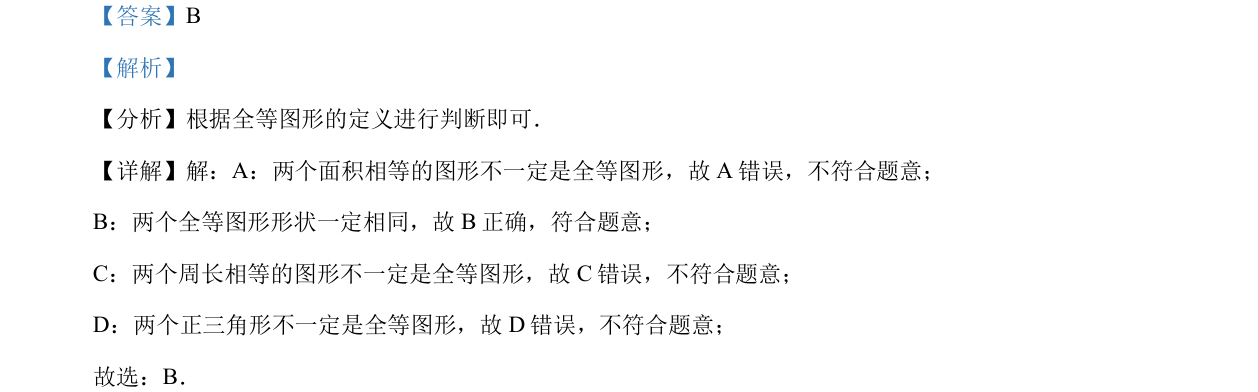 【答案】B
【解析】
【分析】根据全等图形的定义进行判断即可．
【详解】解：A：两个面积相等的图形不一定是全等图形，故 A 错误，不符合题意；
B：两个全等图形形状一定相同，故 B 正确，符合题意；
C：两个周长相等的图形不一定是全等图形，故 C 错误，不符合题意；
D：两个正三角形不一定是全等图形，故 D 错误，不符合题意；
故选：B．